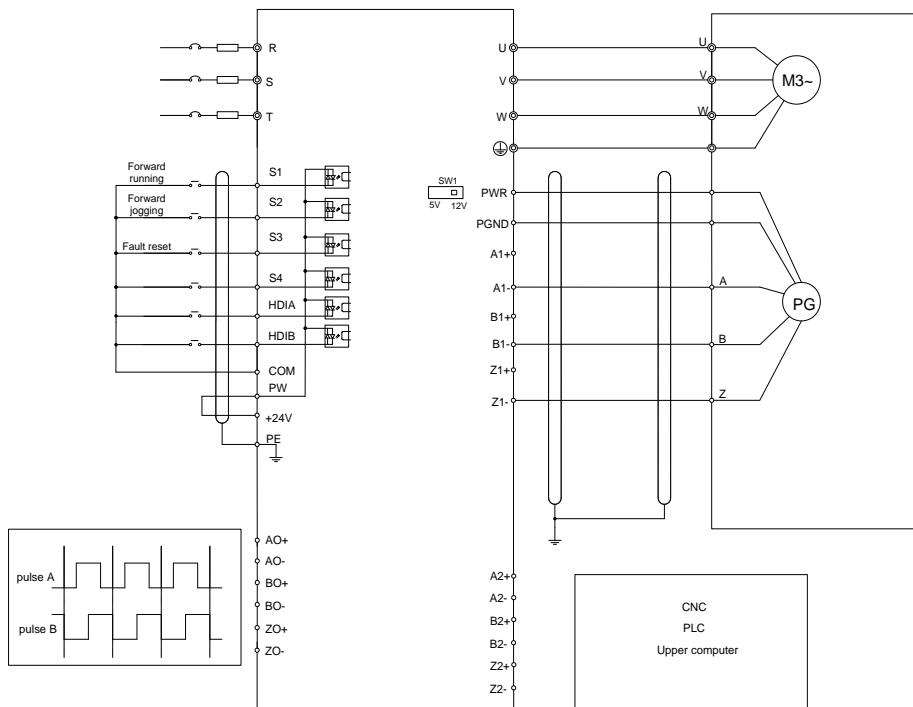 R
S
T
U
V
W
U
V
W
M3~
Forward
running
Forward
jogging
Fault reset
S1
S2
S3
S4
HDIA
HDIB
COM
PW
+24V
PE
SW1
5V 12V
PWR
PGND
A1+
A1-
B1+
B1-
Z1+
Z1-
A
B
Z
PG
pulse A
pulse B
AO+
AO-
BO+
BO-
ZO+
ZO-
A2+
A2-
B2+
B2-
Z2+
Z2-
CNC
PLC
Upper computer